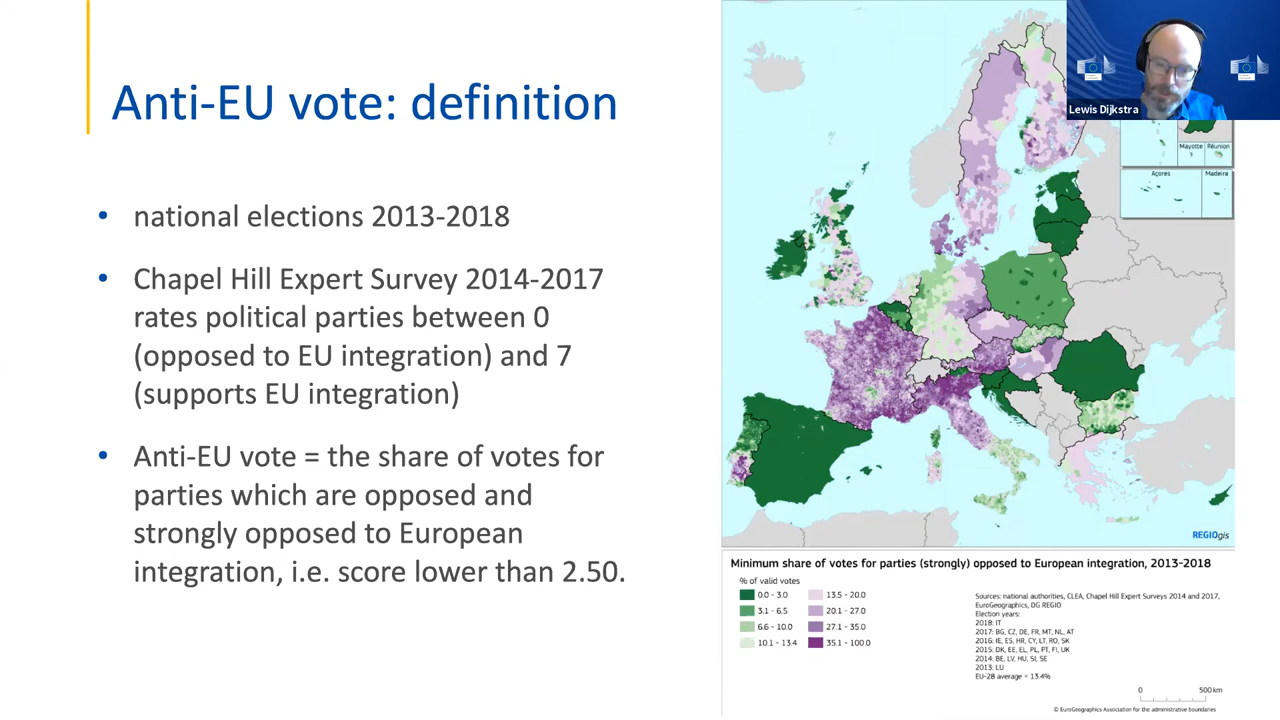 Anti-EU vote: definition
• national elections 2013-2018
• Chapel Hill Expert Survey 2014-2017
rates political parties between 0
(opposed to EU integration) and 7
(supports EU integration)
• Anti-EU vote = the share of votes for
parties which are opposed and
strongly opposed to European
integration, i.e. score lower than 2.50.
Lewis Dijkstra
Mayotte
Réunion
Açores
Madeira
REGIOgis
Minimum share of votes for parties (strongly) opposed to European integration, 2013-2018
% of valid votes
0.0 - 3.0
3.1 - 6.5
6.6 - 10.0
10.1 - 13.4
13.5 - 20.0
20.1 - 27.0
27.1 - 35.0
35.1 - 100.0
Sources: national authorities, CLEA, Chapel Hill Expert Surveys 2014 and 2017,
EuroGeographics, DG REGIO
Election years:
2018: IT
2017: BG, CZ, DE, FR, MT, NL, AT
2016: IE, ES, HR, CY, LT, RO, SK
2015: DK, EE, EL, PL, PT, FI, UK
2014: BE, LV, HU, SI, SE
2013: LU
EU-28 average = 13.4%
0 500 km
© EuroGeographics Association for the administrative boundaries